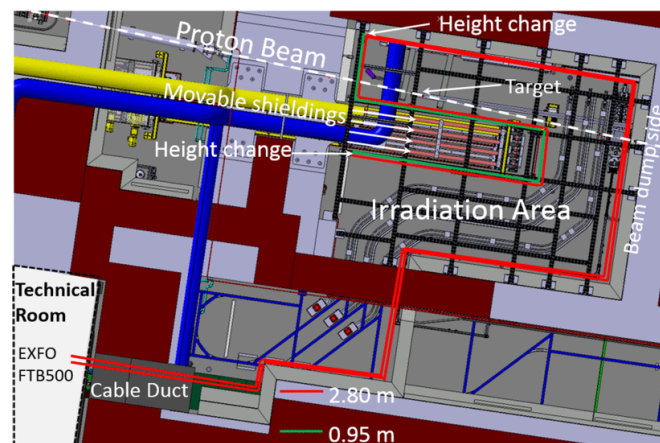 Height change
Proton Beam
Target
Movable shieldings
Height change
Irradiation Area
Beam dump side
Technical
Room
EXFO
FTB500
Cable Duct
2.80 m
0.95 m